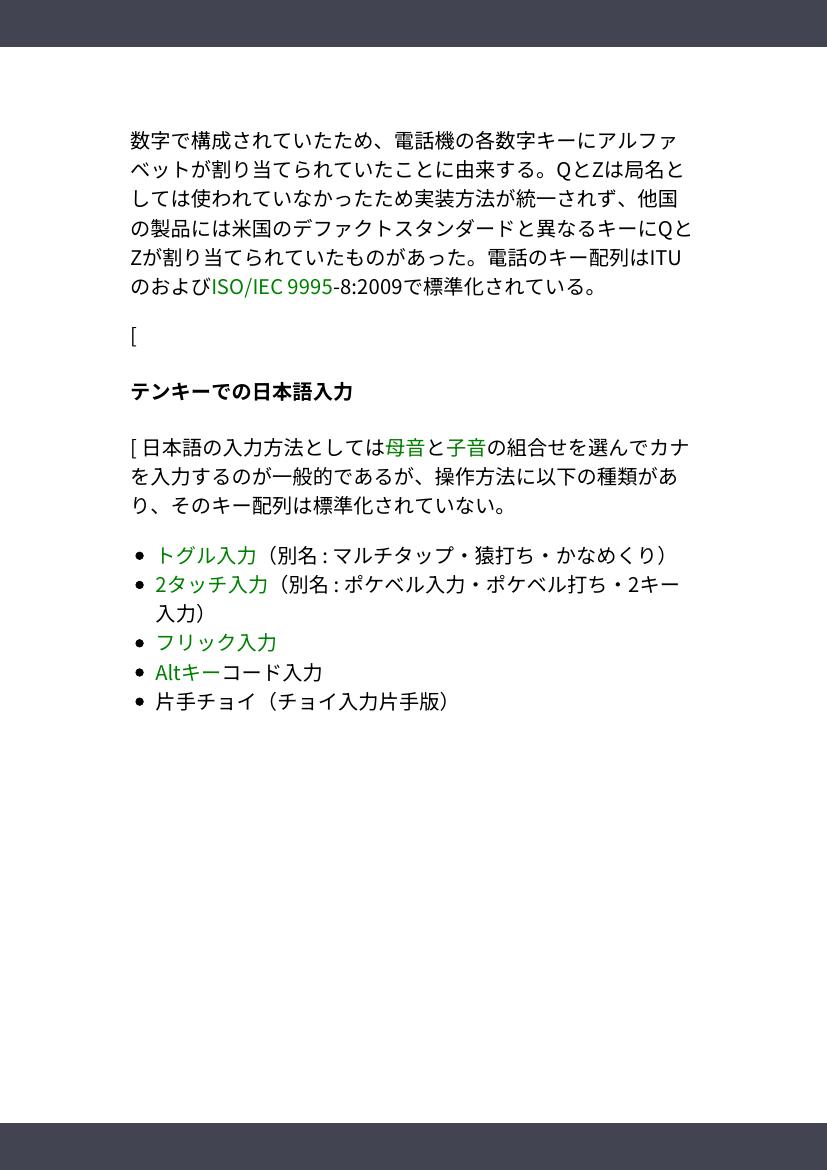 数字で構成されていたため、電話機の各数字キーにアルファ
ベットが割り当てられていたことに由来する。QとZは局名と
しては使われていなかったため実装方法が統一されず、他国
の製品には米国のデファクトスタンダードと異なるキーにQと
Zが割り当てられていたものがあった。電話のキー配列はITU
のおよびISO/IEC 9995-8:2009で標準化されている。
[
テンキーでの日本語入力
[ 日本語の入力方法としては母音と子音の組合せを選んでカナ
を入力するのが一般的であるが、操作方法に以下の種類があ
り、そのキー配列は標準化されていない。
• トグル入力（別名 : マルチタップ・猿打ち・かなめくり）
• 2タッチ入力（別名 : ポケベル入力・ポケベル打ち・2キー
入力）
• フリック入力
• Altキーコード入力
• 片手チョイ（チョイ入力片手版）